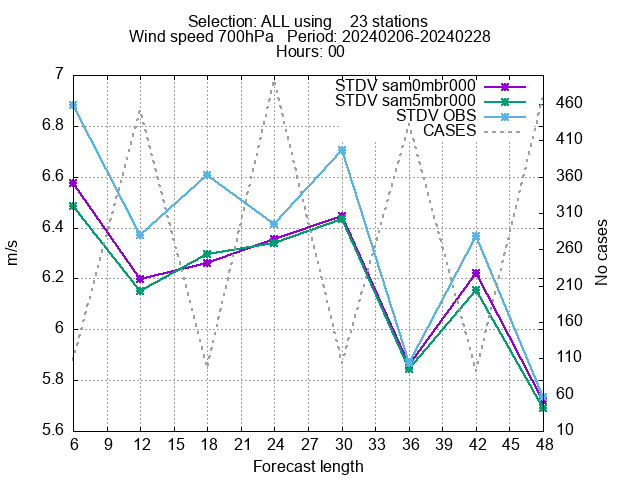 Selection: ALL using 23 stations
Wind speed 700hPa Period: 20240206-20240228
Hours: 00
STDV sam0mbr000
STDV sam5mbr000
STDV OBS
CASES
7
6.8
6.6
6.4
6.2
6
5.8
5.6
m/s
460
410
360
310
260
210
160
110
60
10
No cases
6 9 12 15 18 21 24 27 30 33 36 39 42 45 48
Forecast length